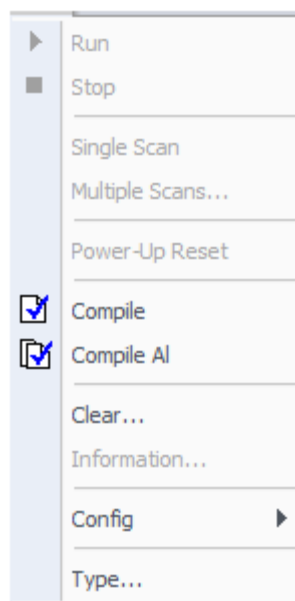 Run
Stop
Single Scan
Multiple Scans...
Power-Up Reset
Compile
Compile Al
Clear...
Information...
Config
Type...